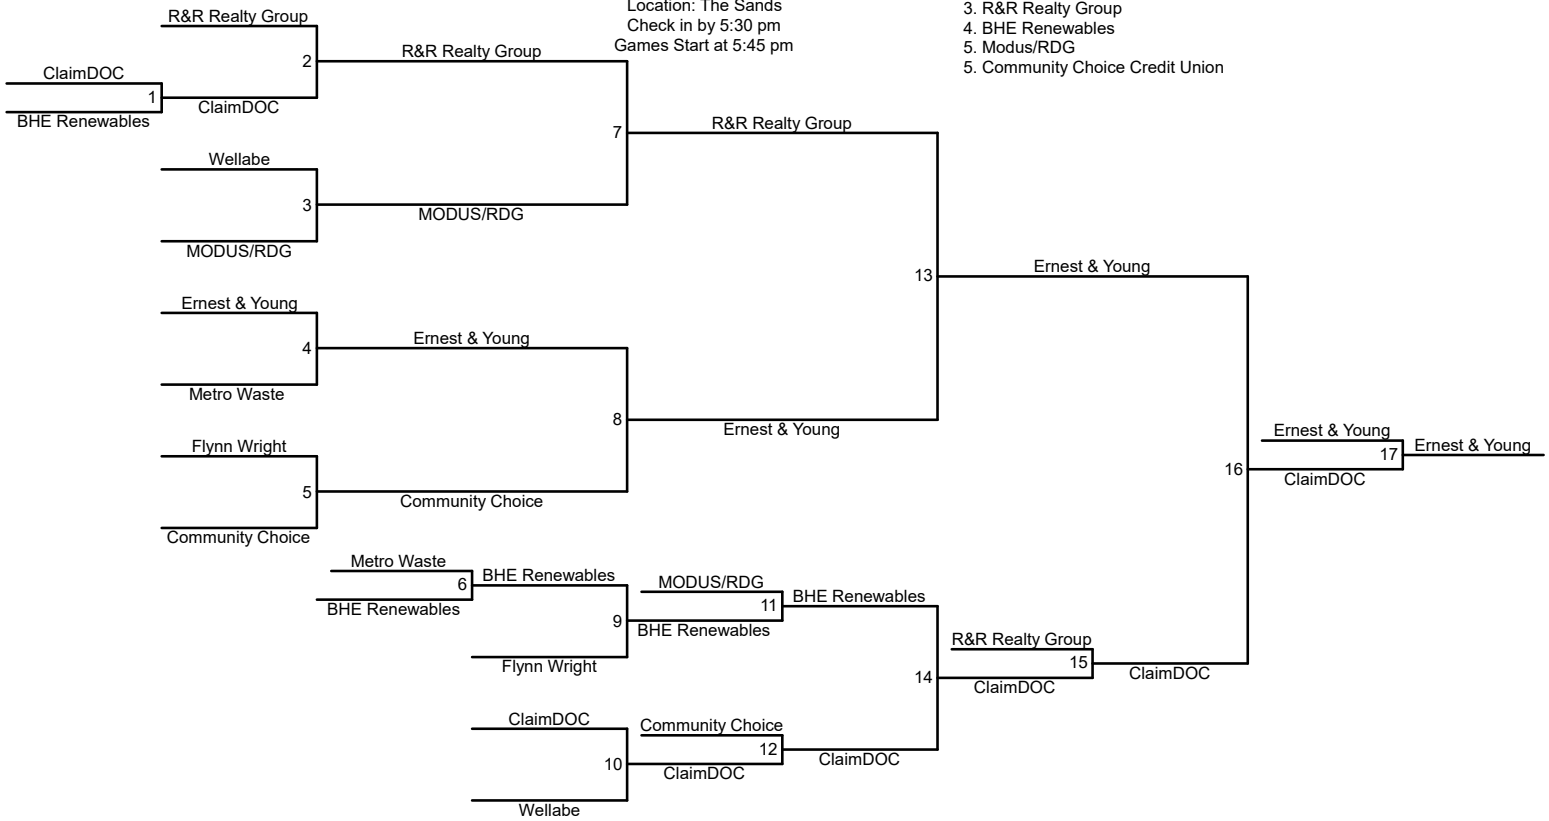 Location: The Sands
Check in by 5:30 pm
Games Start at 5:45 pm
3. R&R Realty Group
4. BHE Renewables
5. Modus/RDG
5. Community Choice Credit Union
R&R Realty Group
2
R&R Realty Group
ClaimDOC
1
ClaimDOC
BHE Renewables
7
R&R Realty Group
Wellabe
3
MODUS/RDG
MODUS/RDG
13
Ernest & Young
Ernest & Young
4
Ernest & Young
Metro Waste
8
Ernest & Young
Flynn Wright
5
Community Choice
Community Choice
16
Ernest & Young
17
Ernest & Young
ClaimDOC
Metro Waste
6
BHE Renewables
BHE Renewables
9
MODUS/RDG
11
BHE Renewables
BHE Renewables
Flynn Wright
14
R&R Realty Group
15
ClaimDOC
ClaimDOC
ClaimDOC
10
Community Choice
12
ClaimDOC
ClaimDOC
Wellabe